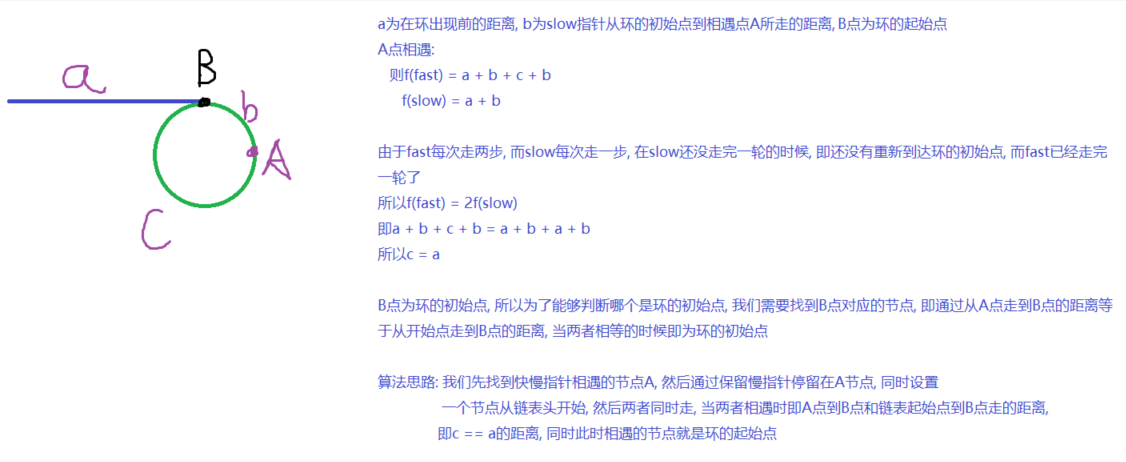 a为在环出现前的距离, b为slow指针从环的初始点到相遇点A所走的距离, B点为环的起始点
A点相遇:
则f(fast) = a + b + c + b
f(slow) = a + b
由于fast每次走两步, 而slow每次走一步, 在slow还没走完一轮的时候, 即还没有重新到达环的初始点, 而fast已经走完
一轮了
所以f(fast) = 2f(slow)
即a + b + c + b = a + b + a + b
所以c = a
B点为环的初始点, 所以为了能够判断哪个是环的初始点, 我们需要找到B点对应的节点, 即通过从A点走到B点的距离等
于从开始点走到B点的距离, 当两者相等的时候即为环的初始点
算法思路: 我们先找到快慢指针相遇的节点A, 然后通过保留慢指针停留在A节点, 同时设置
一个节点从链表头开始, 然后两者同时走, 当两者相遇时即A点到B点和链表起始点到B点走的距离,
即c == a的距离, 同时此时相遇的节点就是环的起始点
a
B
b
A
C